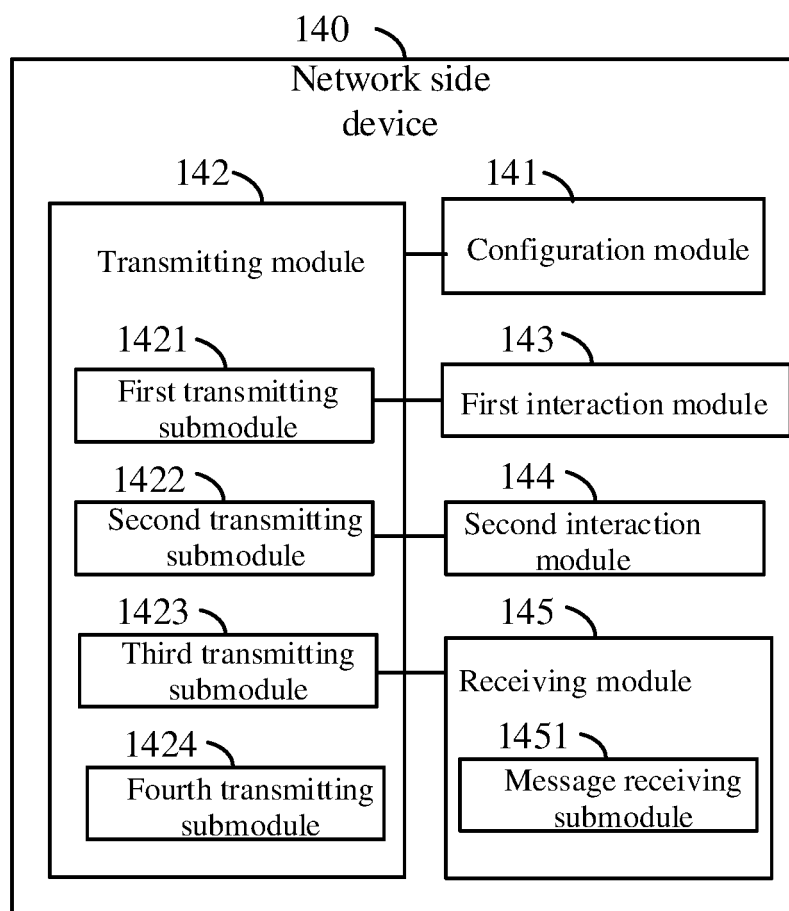 140
Network side
device
142
141
Transmitting module
Configuration module
1421
143
First transmitting
submodule
First interaction module
1422
144
Second transmitting
submodule
Second interaction
module
1423
145
Third transmitting
submodule
Receiving module
1424
1451
Fourth transmitting
submodule
Message receiving
submodule